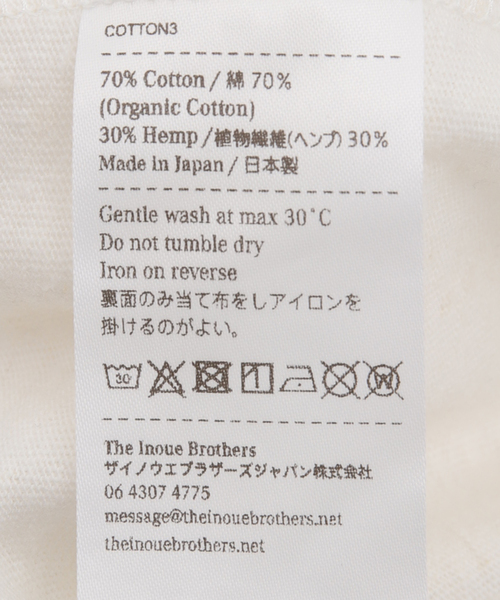 COTTON3
70% Cotton / 綿 70%
(Organic Cotton)
30% Hemp /植物繊維(ヘンプ) 30%
Made in Japan / 日本製
Gentle wash at max 30˚C
Do not tumble dry
Iron on reverse
裏面のみ当て布をしアイロンを
掛けるのがよい。
30 1 W
The Inoue Brothers
ザイノウエブラザーズジャパン株式会社
06 4307 4775
message@theinouebrothers.net
theinouebrothers.net